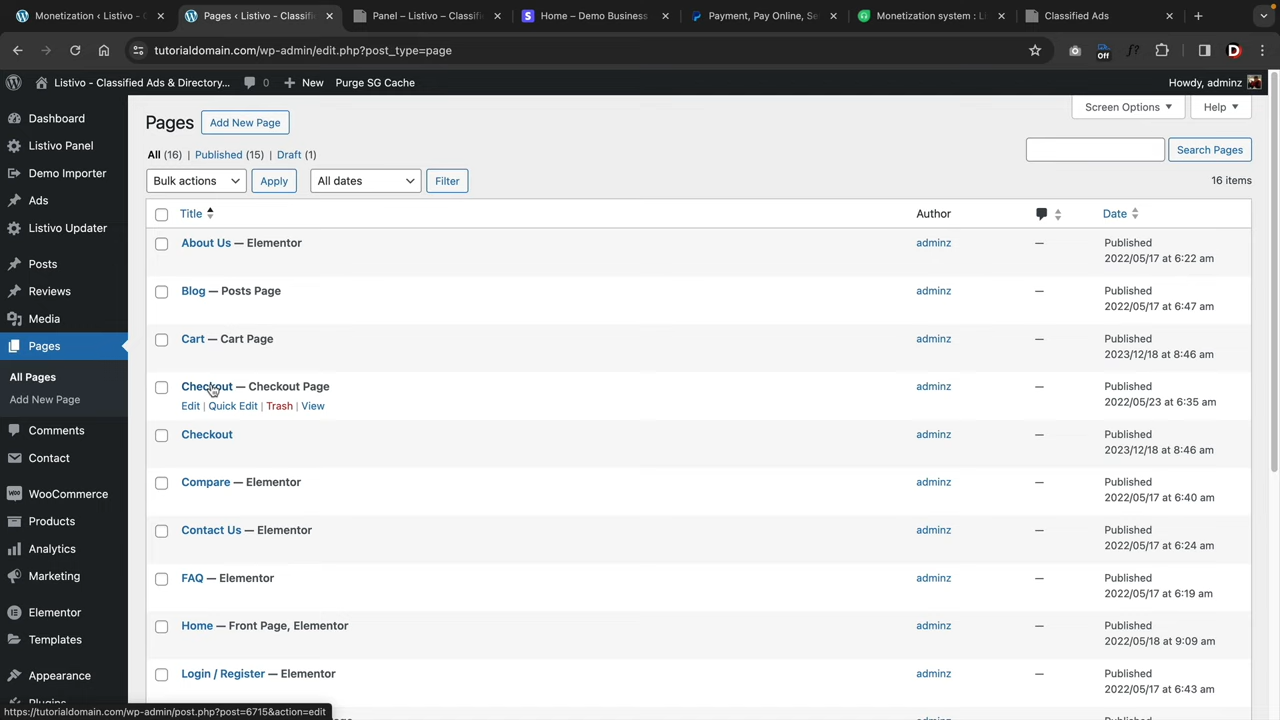 Monetization ‹ Listivo - C
Pages ‹ Listivo - Classifie
Panel – Listivo – Classifie
Home – Demo Business
Payment, Pay Online, Se
Monetization system : Li
Classified Ads
tutorialdomain.com/wp-admin/edit.php?post_type=page
Off
Listivo - Classified Ads & Directory...
0
New
Purge SG Cache
Howdy, adminz
Dashboard
Listivo Panel
Demo Importer
Ads
Listivo Updater
Posts
Reviews
Media
Pages
All Pages
Add New Page
Comments
Contact
WooCommerce
Products
Analytics
Marketing
Elementor
Templates
Appearance
Plugins
Pages
Add New Page
Screen Options
Help
All (16) | Published (15) | Draft (1)
Search Pages
Bulk actions
Apply
All dates
Filter
16 items
Title
Author
Date
About Us — Elementor
adminz
—
Published
2022/05/17 at 6:22 am
Blog — Posts Page
adminz
—
Published
2022/05/17 at 6:47 am
Cart — Cart Page
adminz
—
Published
2023/12/18 at 8:46 am
Checkout — Checkout Page
Edit | Quick Edit | Trash | View
adminz
—
Published
2022/05/23 at 6:35 am
Checkout
adminz
—
Published
2023/12/18 at 8:46 am
Compare — Elementor
adminz
—
Published
2022/05/17 at 6:40 am
Contact Us — Elementor
adminz
—
Published
2022/05/17 at 6:24 am
FAQ — Elementor
adminz
—
Published
2022/05/17 at 6:19 am
Home — Front Page, Elementor
adminz
—
Published
2022/05/18 at 9:09 am
Login / Register — Elementor
adminz
—
Published
2022/05/17 at 6:43 am
https://tutorialdomain.com/wp-admin/post.php?post=6715&action=edit